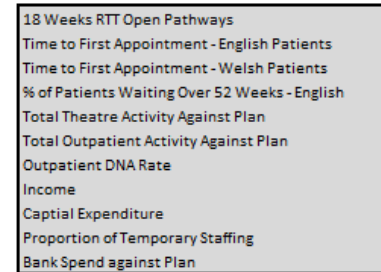 18 Weeks RTT Open Pathways
Time to First Appointment - English Patients
Time to First Appointment - Welsh Patients
% of Patients Waiting Over 52 Weeks - English
Total Theatre Activity Against Plan
Total Outpatient Activity Against Plan
Outpatient DNA Rate
Income
Captial Expenditure
Proportion of Temporary Staffing
Bank Spend against Plan